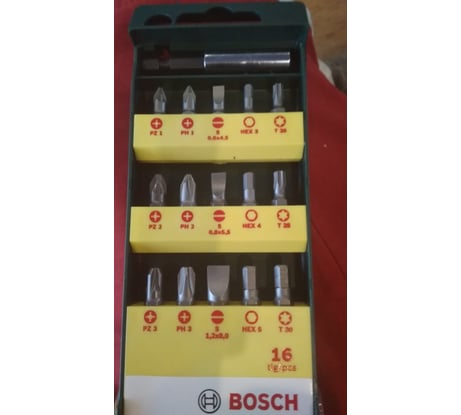 PZ 1 PH 1 S HEX 3 T 20
0,6x4,5
PZ 2 PH 2 S HEX 4 T 25
0,8x5,5
PZ 3 PH 3 S HEX 5 T 30
1,2x8,0
16
tlg/pcs
BOSCH